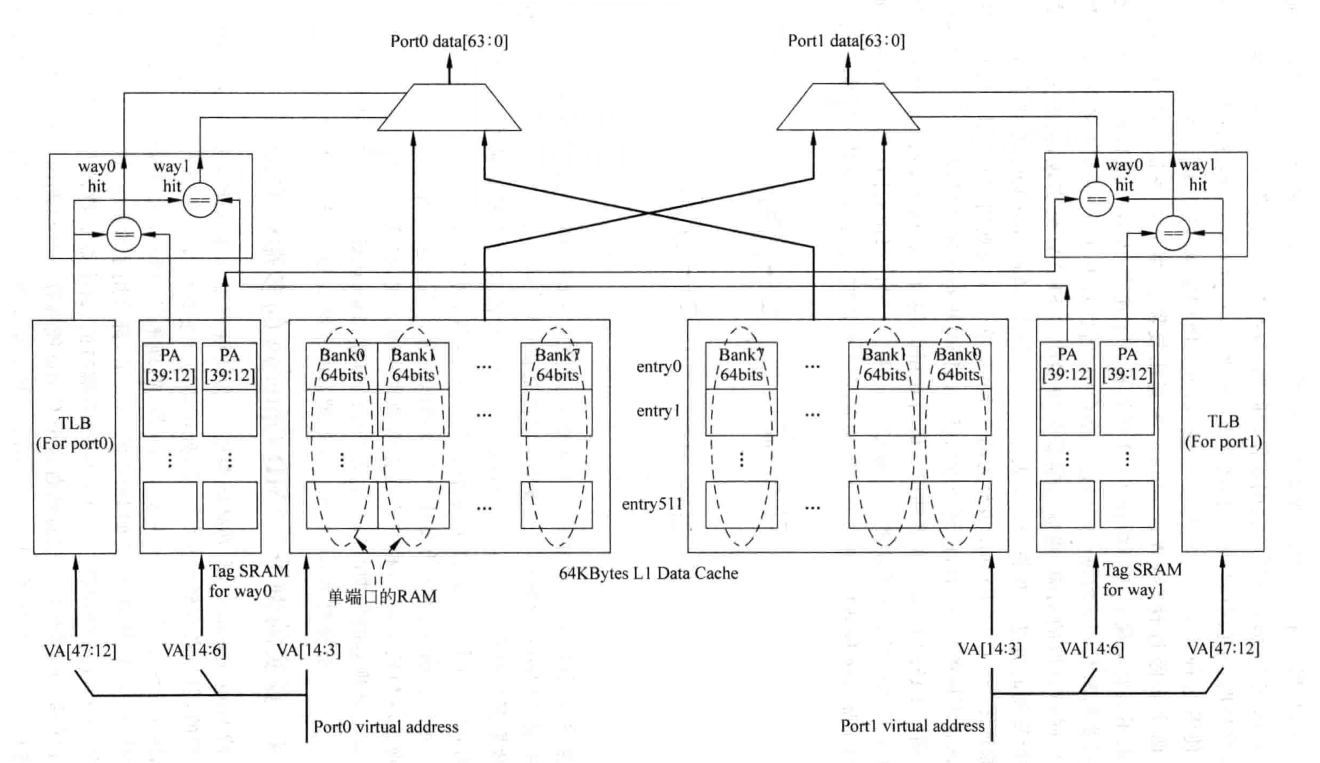 Port0 data[63:0]
Port1 data[63:0]
way0
hit
way1
hit
==
==
way0
hit
way1
hit
==
==
TLB
(For port0)
PA
[39:12]
PA
[39:12]
⋮
⋮
Tag SRAM
for way0
Bank0
64bits
Bank1
64bits
...
Bank7
64bits
...
⋮
...
单端口的RAM
entry0
entry1
entry511
64KBytes L1 Data Cache
Bank7
64bits
...
Bank1
64bits
Bank0
64bits
...
⋮
...
PA
[39:12]
PA
[39:12]
⋮
⋮
Tag SRAM
for way1
TLB
(For port1)
VA[47:12]
VA[14:6]
VA[14:3]
VA[14:3]
VA[14:6]
VA[47:12]
Port0 virtual address
Port1 virtual address